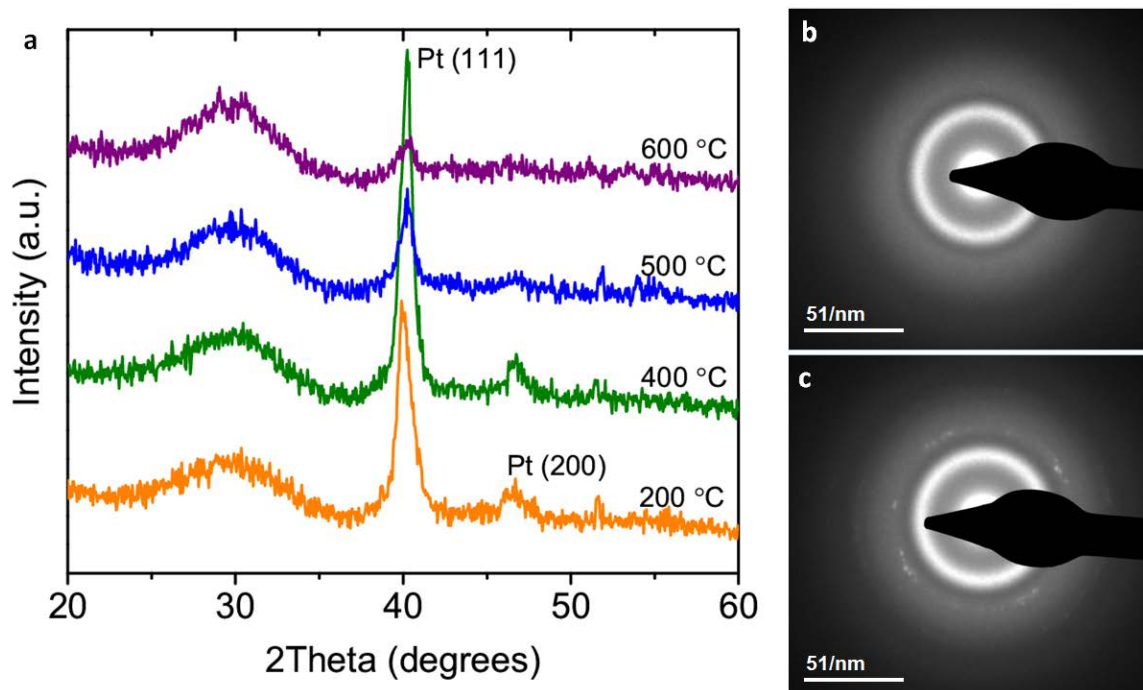 a
Pt (111)
600 °C
500 °C
400 °C
Pt (200)
200 °C
Intensity (a.u.)
20 30 40 50 60
2Theta (degrees)
b
51/nm
c
51/nm